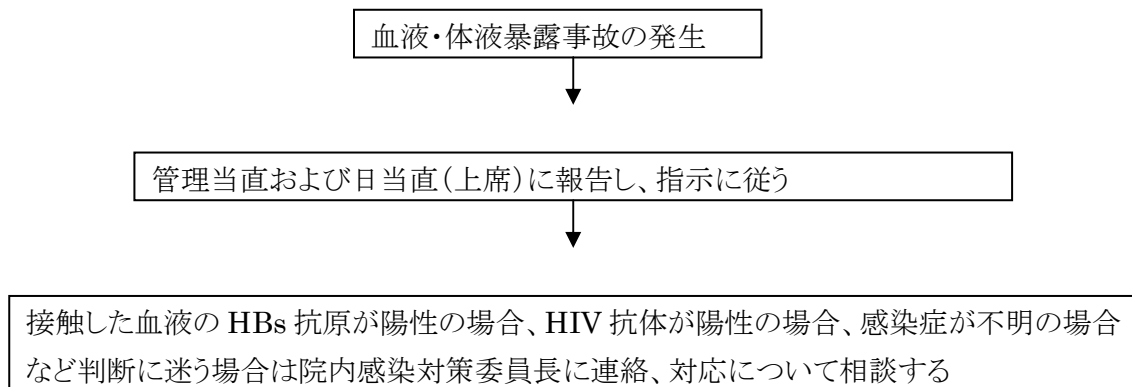 血液・体液暴露事故の発生
管理当直および日当直(上席)に報告し、指示に従う
接触した血液の HBs 抗原が陽性の場合、HIV 抗体が陽性の場合、感染症が不明の場合
など判断に迷う場合は院内感染対策委員長に連絡、対応について相談する